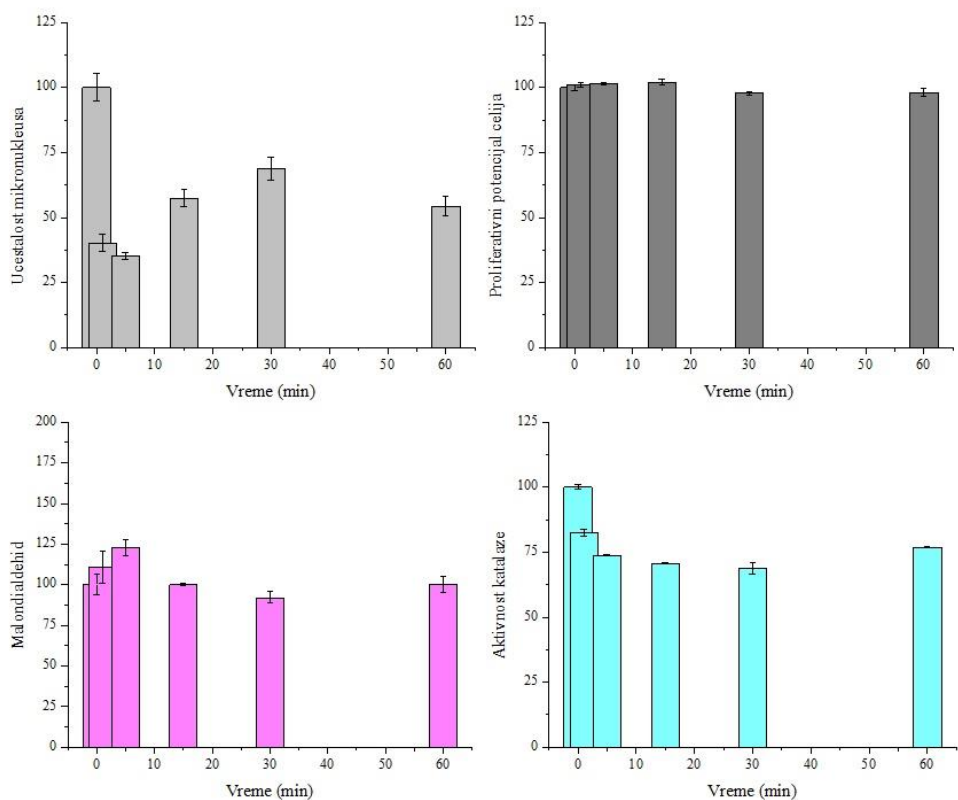 Ucestalost mikronukleusa
125
100
75
50
25
0
0 10 20 30 40 50 60
Vreme (min)
Proliferativni potencijal celija
125
100
75
50
25
0
0 10 20 30 40 50 60
Vreme (min)
Malondialdehid
200
175
150
125
100
75
50
25
0
0 10 20 30 40 50 60
Vreme (min)
Aktivnost katalaze
125
100
75
50
25
0
0 10 20 30 40 50 60
Vreme (min)